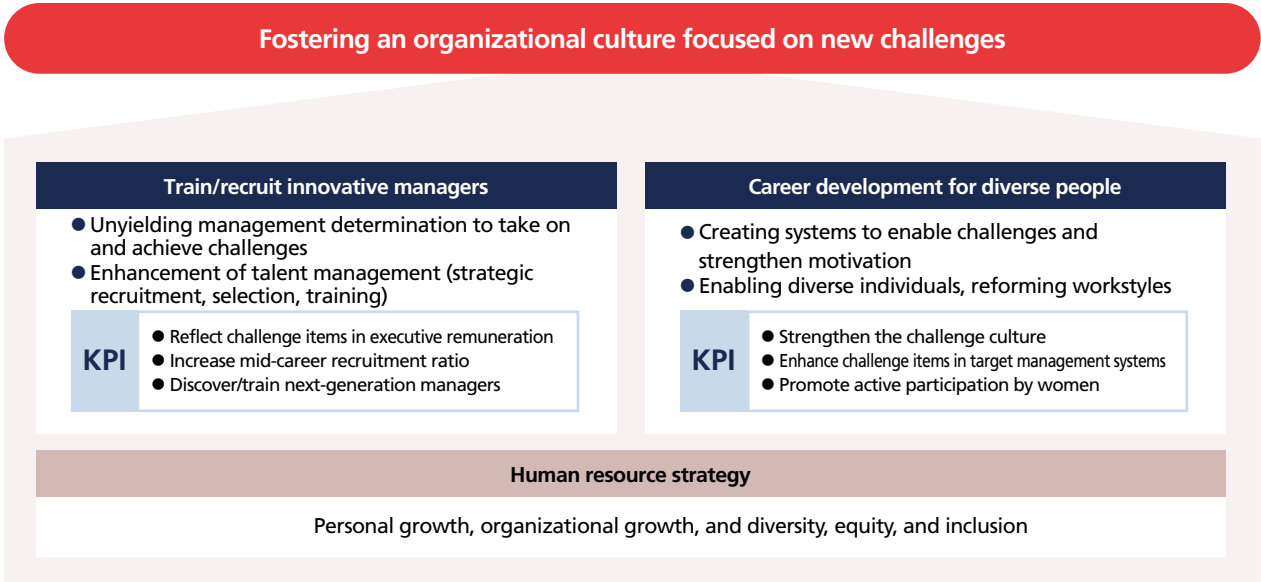 Fostering an organizational culture focused on new challenges
Train/recruit innovative managers
● Unyielding management determination to take on
and achieve challenges
● Enhancement of talent management (strategic
recruitment, selection, training)
KPI
● Reflect challenge items in executive remuneration
● Increase mid-career recruitment ratio
● Discover/train next-generation managers
Career development for diverse people
● Creating systems to enable challenges and
strengthen motivation
● Enabling diverse individuals, reforming workstyles
KPI
● Strengthen the challenge culture
● Enhance challenge items in target management systems
● Promote active participation by women
Human resource strategy
Personal growth, organizational growth, and diversity, equity, and inclusion